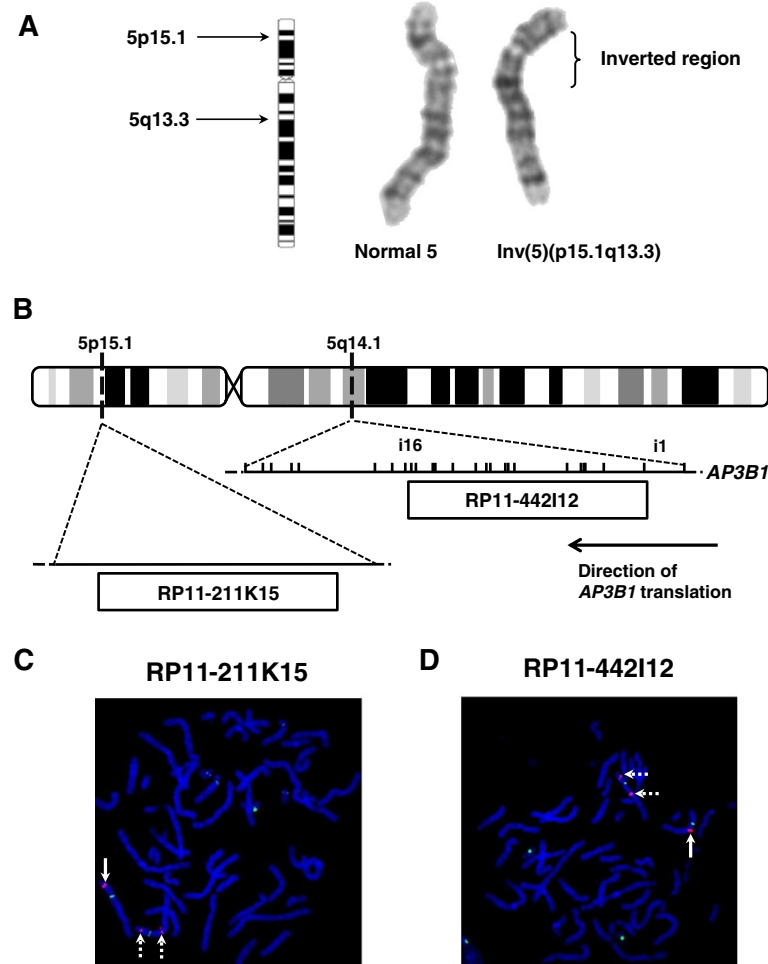 A
5p15.1
5q13.3
Inverted region
Normal 5
Inv(5)(p15.1q13.3)
B
5p15.1
5q14.1
i16
i1
AP3B1
RP11-442I12
RP11-211K15
Direction of
AP3B1 translation
C
RP11-211K15
D
RP11-442I12